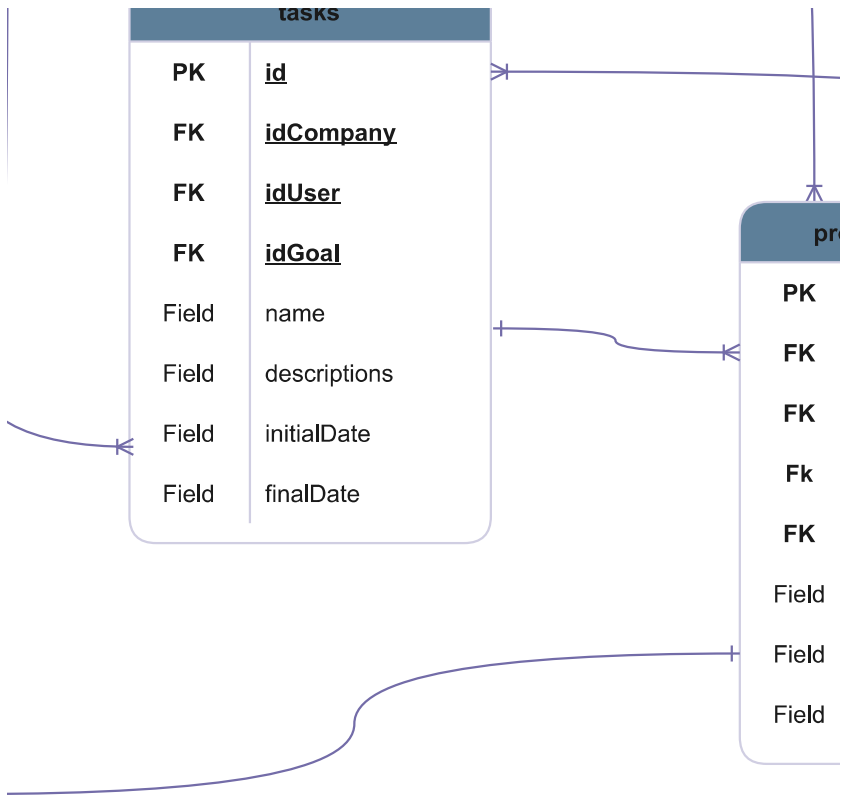 tasks
PK id
FK idCompany
FK idUser
FK idGoal
Field name
Field descriptions
Field initialDate
Field finalDate
PK
FK
FK
Fk
FK
Field
Field
Field